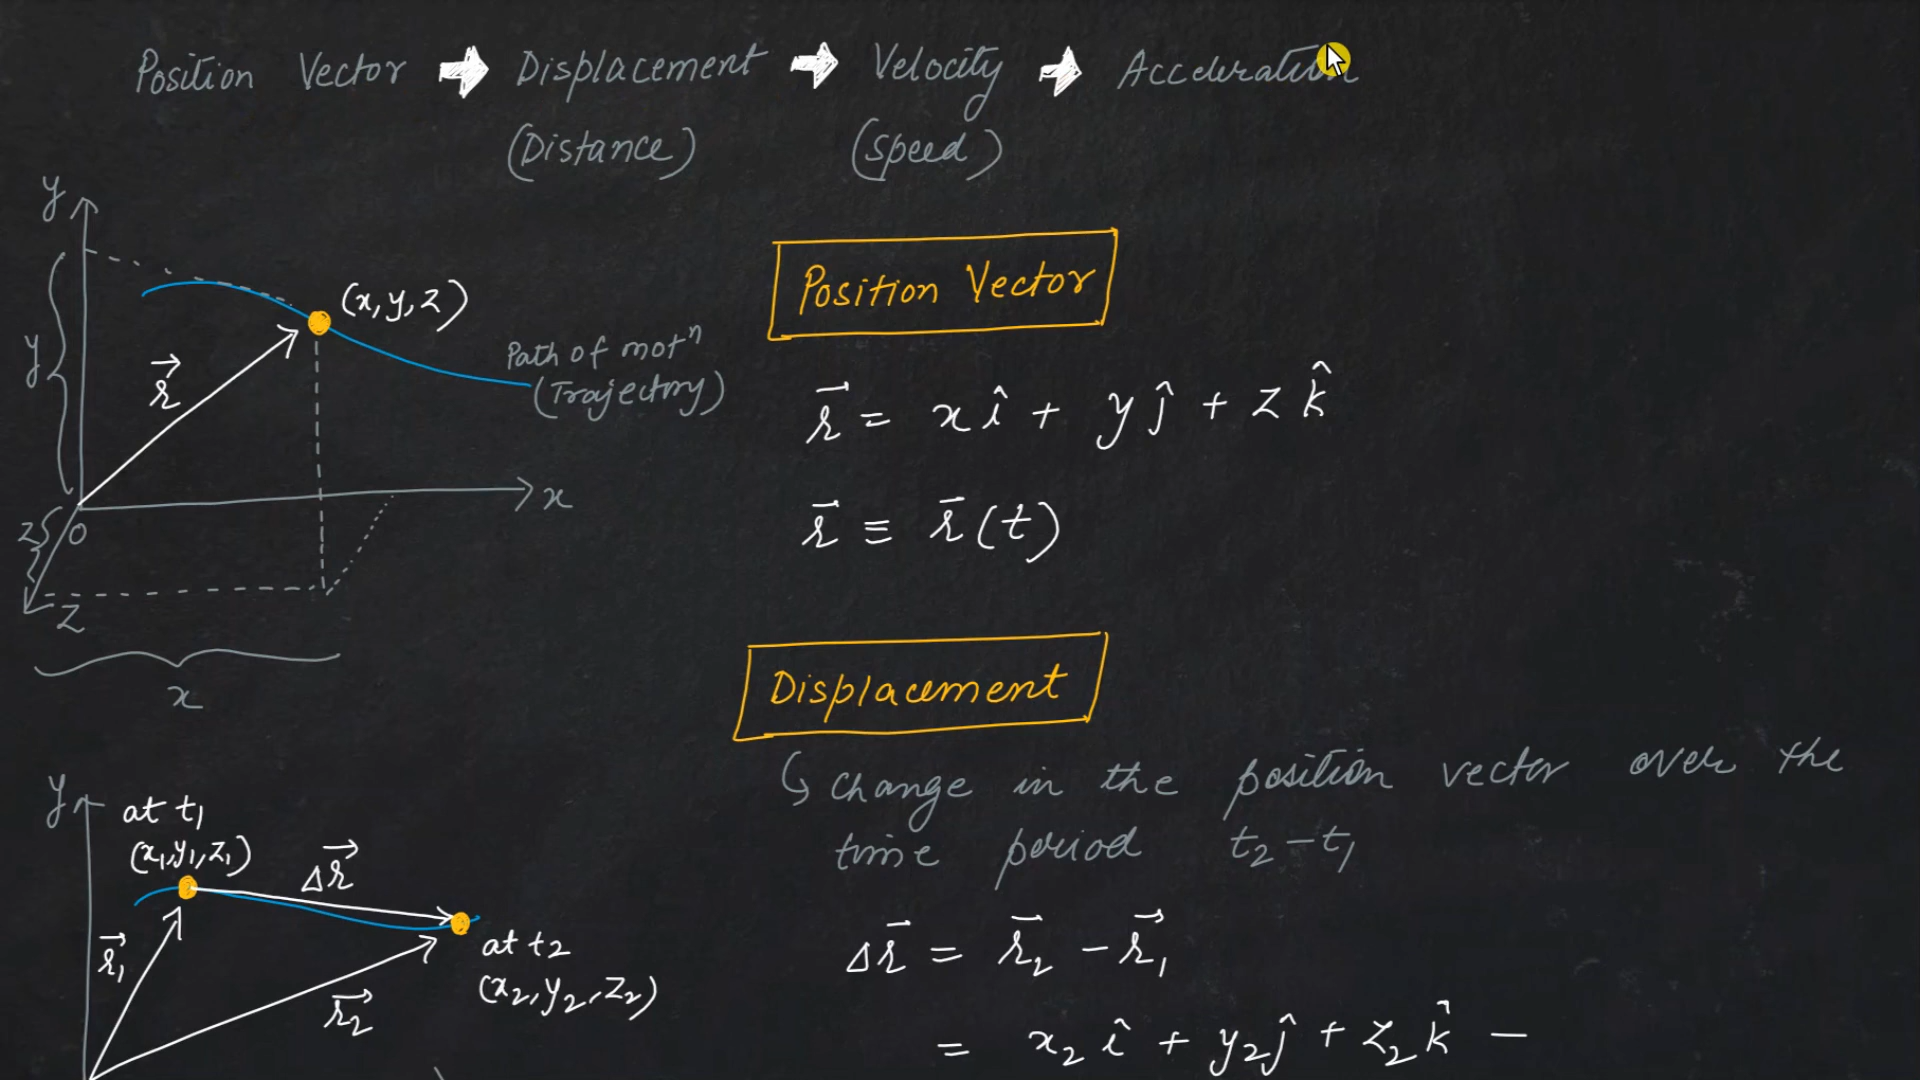 Position Vector → Displacement → Velocity → Acceleration
(Distance) (speed)
y
(x, y, z)
Position Vector
Path of motⁿ
(Trajectory)
y
r⃗
r⃗ = x î + y ĵ + z k̂
x
r⃗ ≡ r⃗(t)
z
O
z
x
Displacement
↳ change in the position vector over the
time period t₂-t₁
y
at t₁
(x₁,y₁,z₁)
Δr⃗
r⃗₁
at t₂
(x₂,y₂,z₂)
r⃗₂
Δr⃗ = r⃗₂ - r⃗₁
= x₂ î + y₂ ĵ + z₂ k̂ -